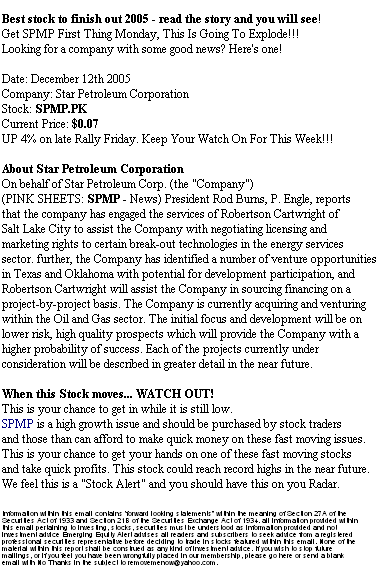 Best stock to finish out 2005 - read the story and you will see!
Get SPMP First Thing Monday, This Is Going To Explode!!!
Looking for a company with some good news? Here's one!
Date: December 12th 2005
Company: Star Petroleum Corporation
Stock: SPMP.PK
Current Price: $0.07
UP 4% on late Rally Friday. Keep Your Watch On For This Week!!!
About Star Petroleum Corporation
On behalf of Star Petroleum Corp. (the "Company")
(PINK SHEETS: SPMP - News) President Rod Burns, P. Engle, reports
that the company has engaged the services of Robertson Cartwright of
Salt Lake City to assist the Company with negotiating licensing and
marketing rights to certain break-out technologies in the energy services
sector. further, the Company has identified a number of venture opportunities
in Texas and Oklahoma with potential for development participation, and
Robertson Cartwright will assist the Company in sourcing financing on a
project-by-project basis. The Company is currently acquiring and venturing
within the Oil and Gas sector. The initial focus and development will be on
lower risk, high quality prospects which will provide the Company with a
higher probability of success. Each of the projects currently under
consideration will be described in greater detail in the near future.
When this Stock moves... WATCH OUT!
This is your chance to get in while it is still low.
SPMP is a high growth issue and should be purchased by stock traders
and those than can afford to make quick money on these fast moving issues.
This is your chance to get your hands on one of these fast moving stocks
and take quick profits. This stock could reach record highs in the near future.
We feel this is a "Stock Alert" and you should have this on you Radar.
Information within this email contains "forward looking statements" within the meaning of Section 27A of the
Securities Act of 1933 and Section 21B of the Securities Exchange Act of 1934. all information provided within
this email pertaining to investing, stocks, securities must be understood as information provided and not
investment advice. Emerging Equity Alert advises all readers and subscribers to seek advice from a registered
professional securities representative before deciding to trade in stocks featured within this email. None of the
material within this report shall be construed as any kind of investment advice. If you wish to stop future
mailings, or if you feel you have been wrongfully placed in our membership, please go here or send a blank
email with No Thanks in the subject to removemenow@yahoo.com.